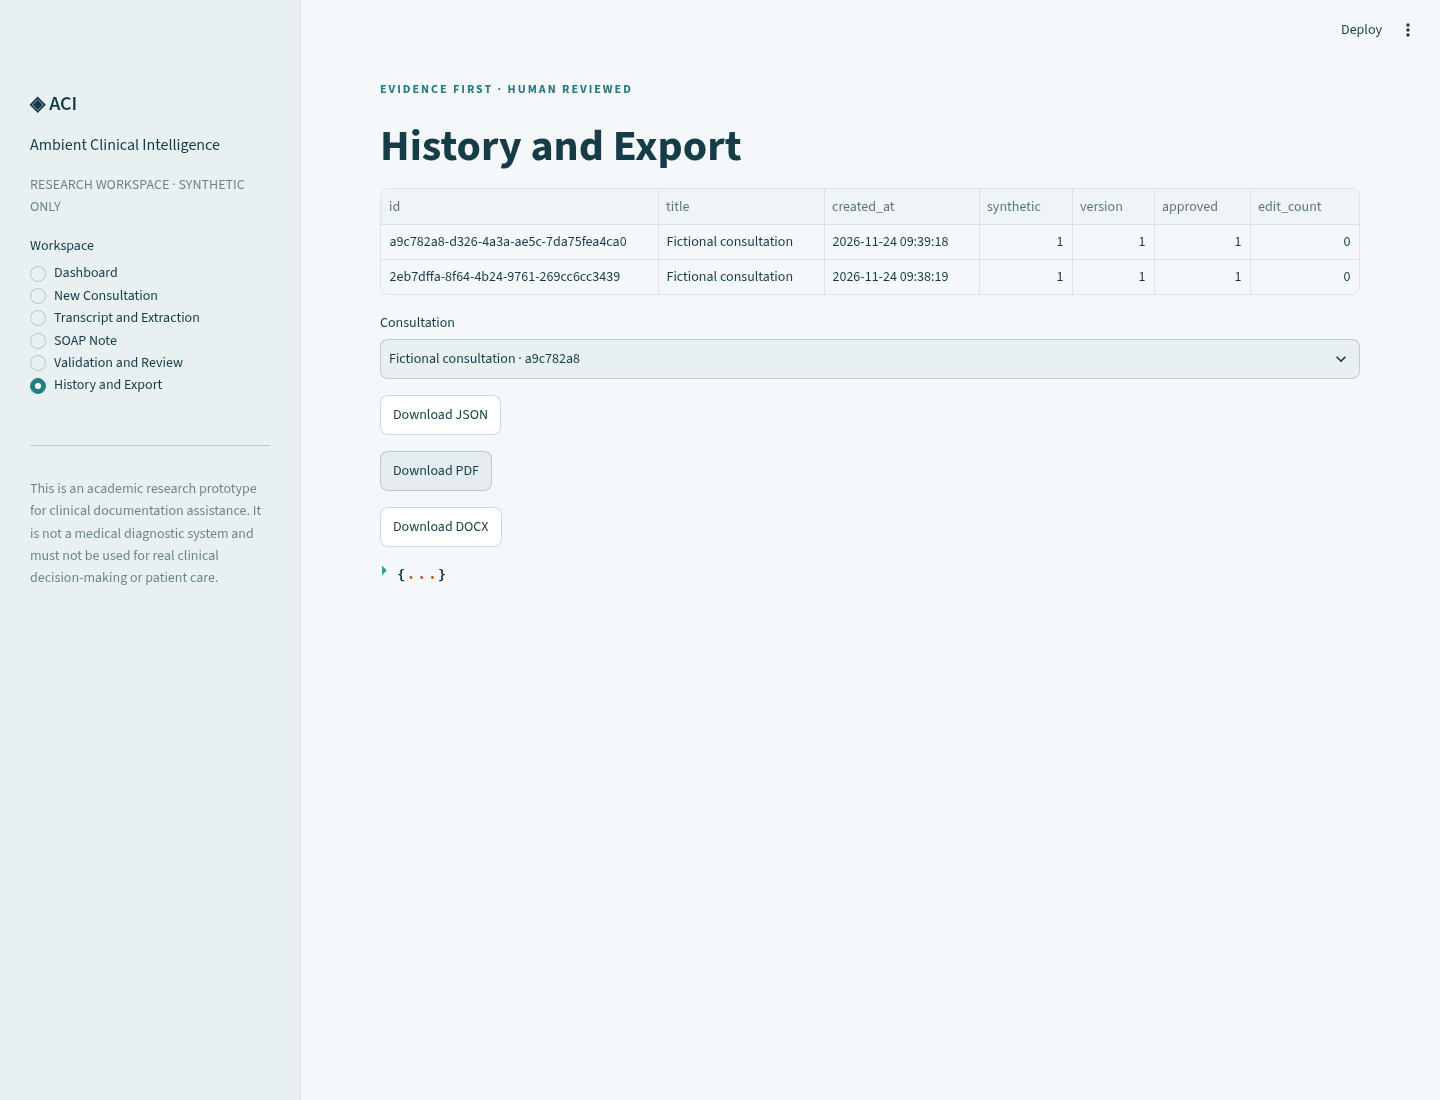 Deploy
◈ ACI
Ambient Clinical Intelligence
RESEARCH WORKSPACE · SYNTHETIC
ONLY
Workspace
Dashboard
New Consultation
Transcript and Extraction
SOAP Note
Validation and Review
History and Export
This is an academic research prototype
for clinical documentation assistance. It
is not a medical diagnostic system and
must not be used for real clinical
decision-making or patient care.
EVIDENCE FIRST · HUMAN REVIEWED
History and Export
id title created_at synthetic version approved edit_count
a9c782a8-d326-4a3a-ae5c-7da75fea4ca0 Fictional consultation 2026-11-24 09:39:18 1 1 1 0
2eb7dffa-8f64-4b24-9761-269cc6cc3439 Fictional consultation 2026-11-24 09:38:19 1 1 1 0
Consultation
Fictional consultation · a9c782a8
Download JSON
Download PDF
Download DOCX
{...}